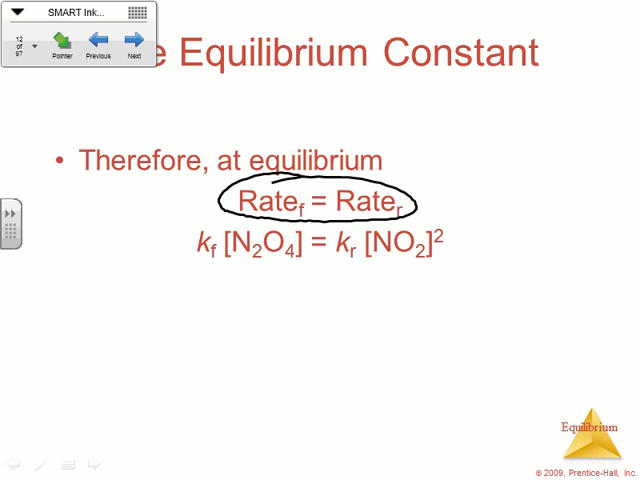 SMART Ink...
12
of
97
Pointer
Previous
Next
e Equilibrium Constant
• Therefore, at equilibrium
Rate_f = Rate_r
k_f [N₂O₄] = k_r [NO₂]²
Equilibrium
© 2009, Prentice-Hall, Inc.